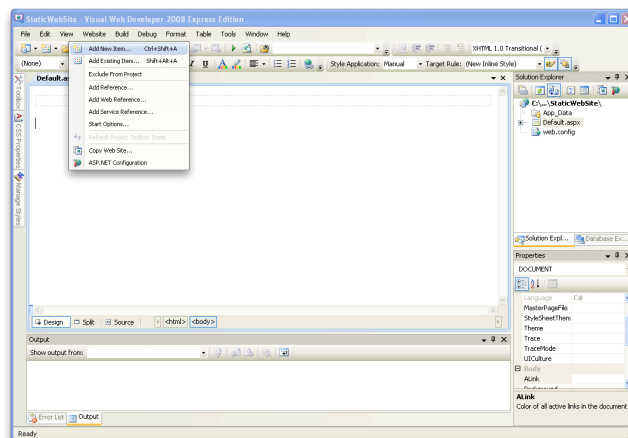 StaticWebSite - Visual Web Developer 2008 Express Edition
File Edit View Website Build Debug Format Table Tools Window Help
XHTML 1.0 Transitional (
(None)
Style Application: Manual Target Rule: (New Inline Style)
Add New Item... Ctrl+Shift+A
Add Existing Item... Shift+Alt+A
Exclude From Project
Add Reference...
Add Web Reference...
Add Service Reference...
Start Options...
Refresh Project Toolbox Items
Copy Web Site...
ASP.NET Configuration
Default.as
Toolbox
CSS Properties
Manage Styles
Solution Explorer
C:\...\StaticWebSite\
App_Data
Default.aspx
web.config
Solution Expl... Database Ex...
Properties
DOCUMENT
Language C#
MasterPageFile
StyleSheetThem
Theme
Trace
TraceMode
UICulture
Body
ALink
Background
ALink
Color of all active links in the document
Design Split Source <html> <body>
Output
Show output from:
Error List Output
Ready